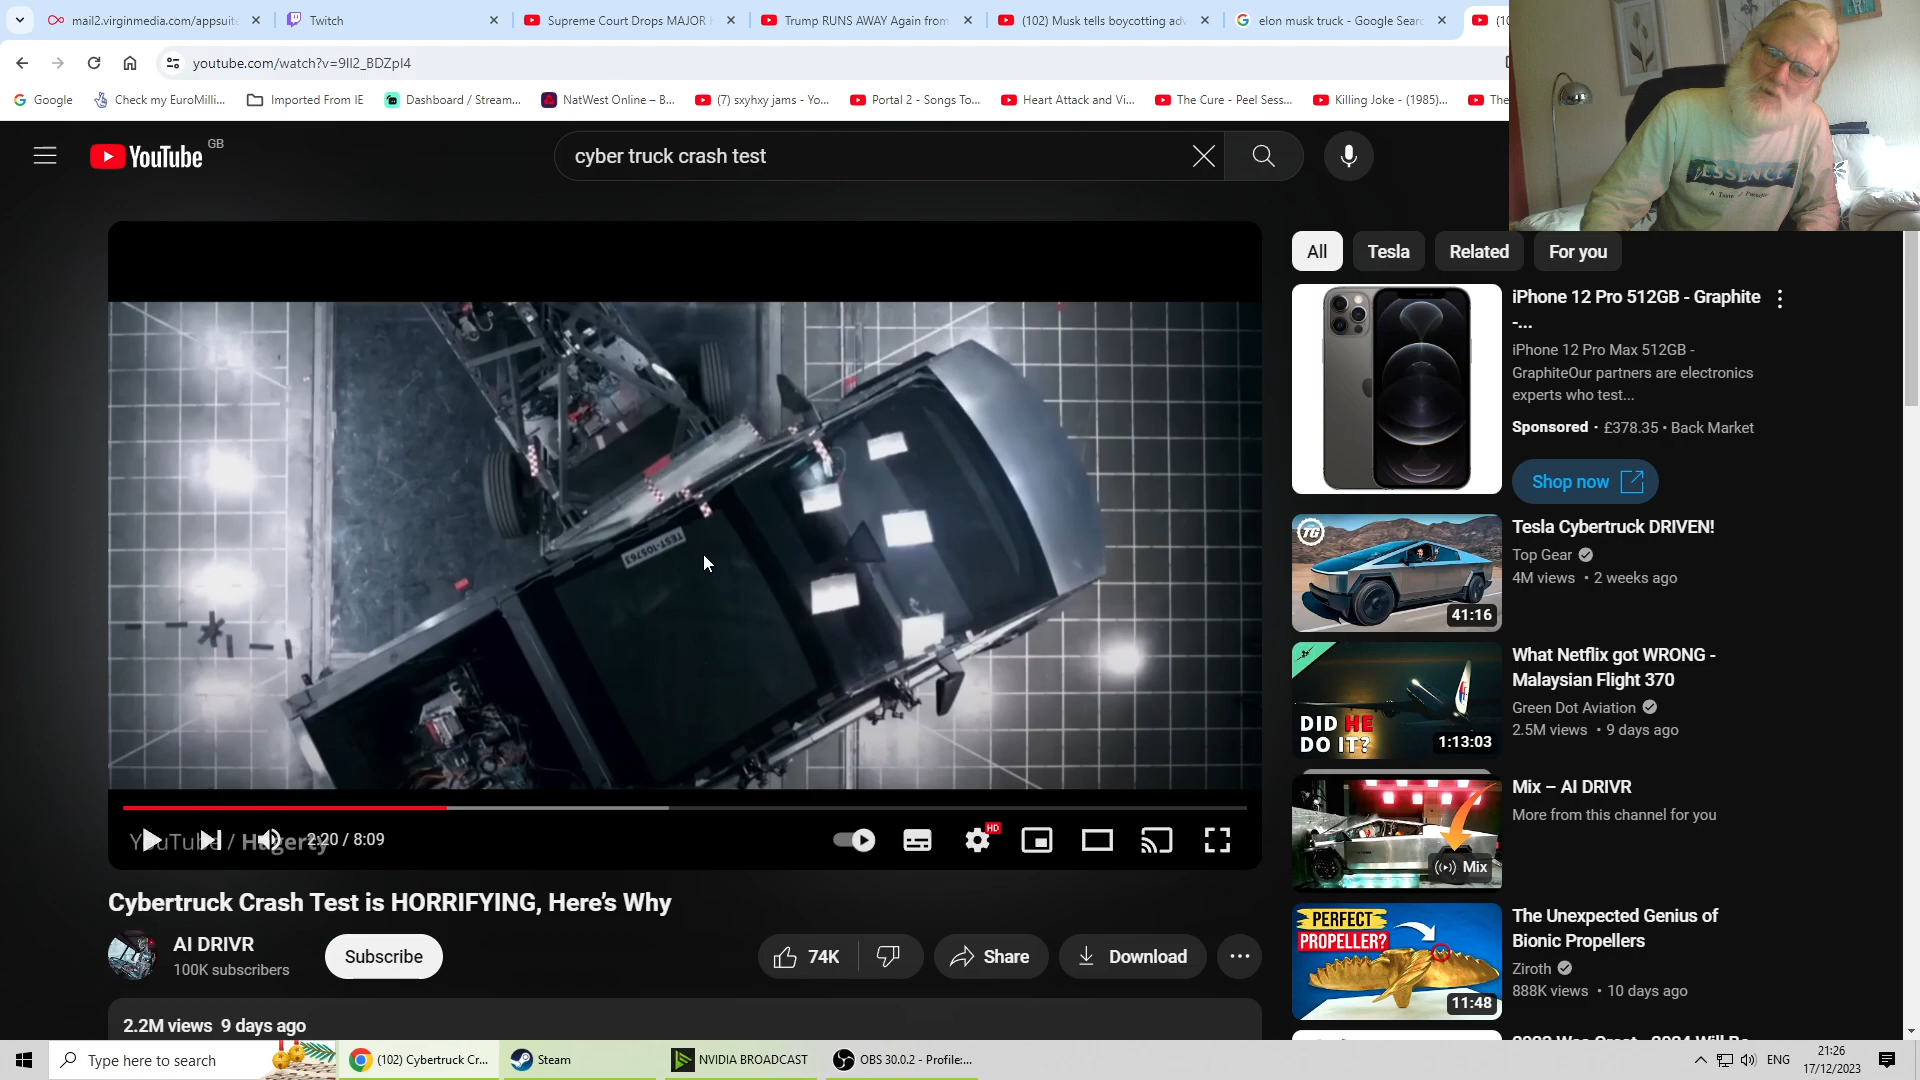 mail2.virginmedia.com/appsuite
Twitch
Supreme Court Drops MAJOR
Trump RUNS AWAY Again from
(102) Musk tells boycotting adv
elon musk truck - Google Searc
youtube.com/watch?v=9Il2_BDZpI4
Google
Check my EuroMilli...
Imported From IE
Dashboard / Stream...
NatWest Online – B...
(7) sxyhxy jams - Yo...
Portal 2 - Songs To...
Heart Attack and Vi...
The Cure - Peel Sess...
Killing Joke - (1985)...
The
YouTube GB
cyber truck crash test
ESSENCE
All
Tesla
Related
For you
TEST-105763
YouTube / Hagerty
2:20 / 8:09
HD
Cybertruck Crash Test is HORRIFYING, Here's Why
AI DRIVR
100K subscribers
Subscribe
74K
Share
Download
2.2M views 9 days ago
iPhone 12 Pro 512GB - Graphite
-...
iPhone 12 Pro Max 512GB -
GraphiteOur partners are electronics
experts who test...
Sponsored · £378.35 • Back Market
Shop now
TG
41:16
Tesla Cybertruck DRIVEN!
Top Gear
4M views • 2 weeks ago
DID HE
DO IT?
1:13:03
What Netflix got WRONG -
Malaysian Flight 370
Green Dot Aviation
2.5M views • 9 days ago
Mix
Mix – AI DRIVR
More from this channel for you
PERFECT
PROPELLER?
11:48
The Unexpected Genius of
Bionic Propellers
Ziroth
888K views • 10 days ago
Type here to search
(102) Cybertruck Cr...
Steam
NVIDIA BROADCAST
OBS 30.0.2 - Profile:...
ENG
21:26
17/12/2023